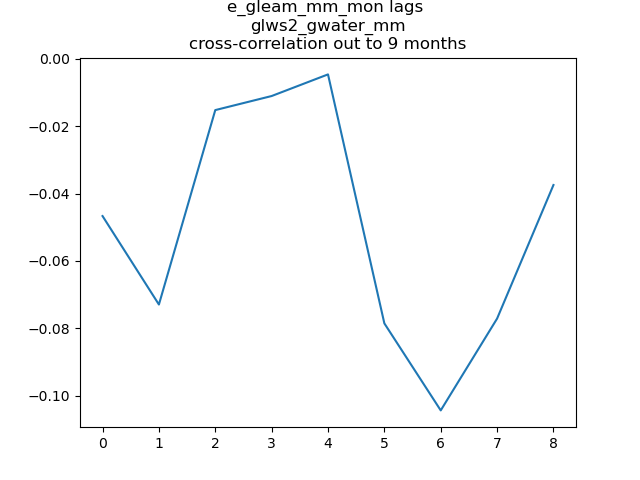 e_gleam_mm_mon lags
glws2_gwater_mm
cross-correlation out to 9 months
0.00
−0.02
−0.04
−0.06
−0.08
−0.10
0 1 2 3 4 5 6 7 8